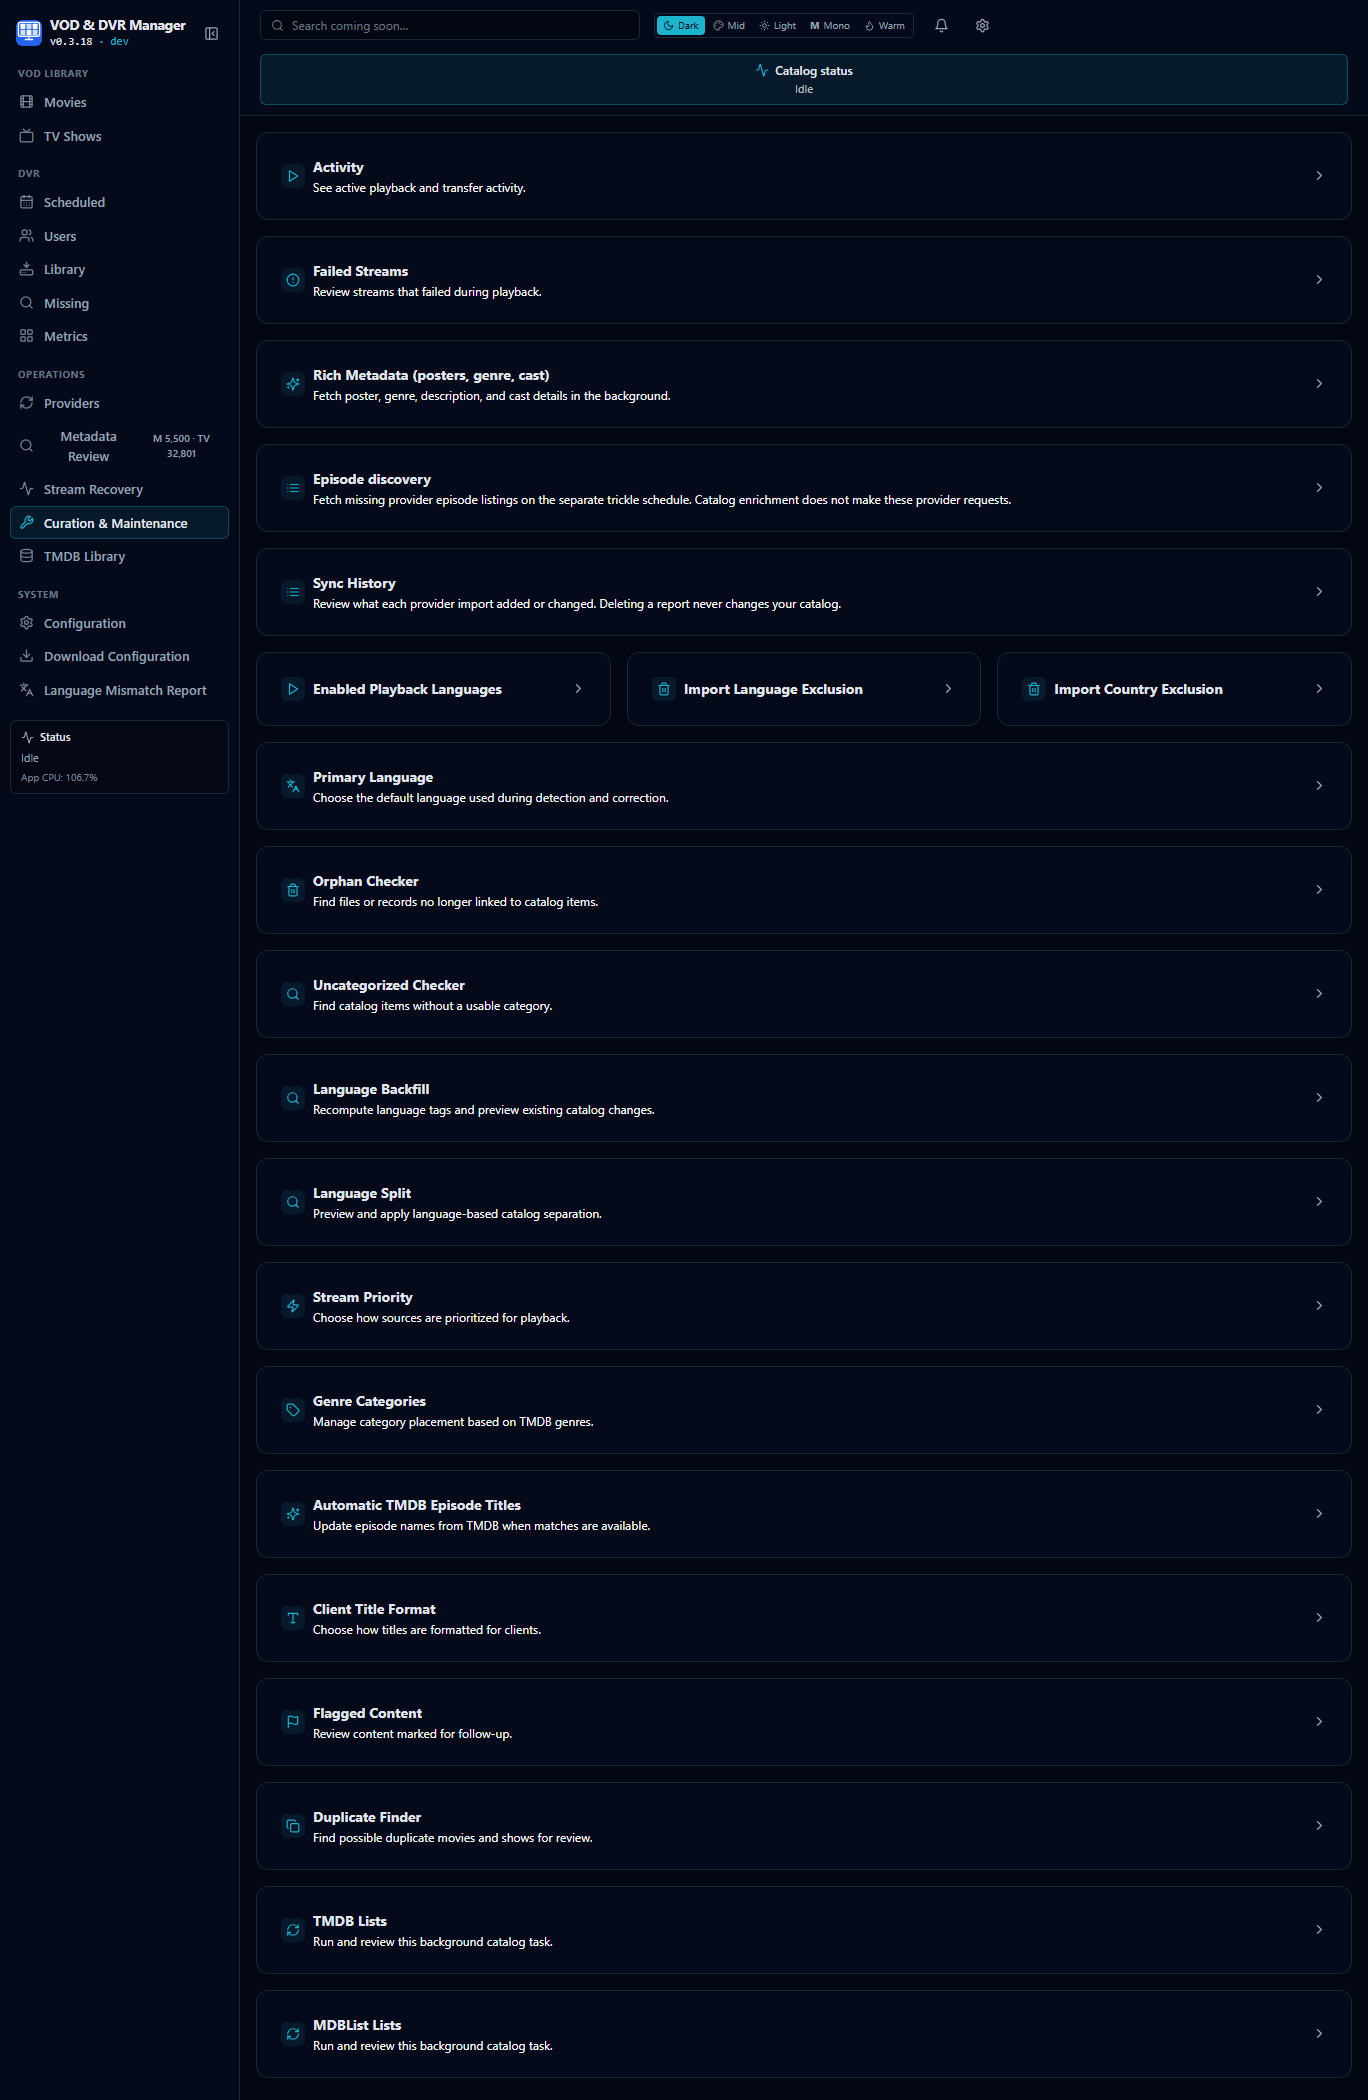 VOD & DVR Manager
v0.3.18 · dev
VOD LIBRARY
Movies
TV Shows
DVR
Scheduled
Users
Library
Missing
Metrics
OPERATIONS
Providers
Metadata Review
M 5,500 · TV 32,801
Stream Recovery
Curation & Maintenance
TMDB Library
SYSTEM
Configuration
Download Configuration
Language Mismatch Report
Status
Idle
App CPU: 106.7%
Search coming soon...
Dark
Mid
Light
M Mono
Warm
Catalog status
Idle
Activity
See active playback and transfer activity.
Failed Streams
Review streams that failed during playback.
Rich Metadata (posters, genre, cast)
Fetch poster, genre, description, and cast details in the background.
Episode discovery
Fetch missing provider episode listings on the separate trickle schedule. Catalog enrichment does not make these provider requests.
Sync History
Review what each provider import added or changed. Deleting a report never changes your catalog.
Enabled Playback Languages
Import Language Exclusion
Import Country Exclusion
Primary Language
Choose the default language used during detection and correction.
Orphan Checker
Find files or records no longer linked to catalog items.
Uncategorized Checker
Find catalog items without a usable category.
Language Backfill
Recompute language tags and preview existing catalog changes.
Language Split
Preview and apply language-based catalog separation.
Stream Priority
Choose how sources are prioritized for playback.
Genre Categories
Manage category placement based on TMDB genres.
Automatic TMDB Episode Titles
Update episode names from TMDB when matches are available.
Client Title Format
Choose how titles are formatted for clients.
Flagged Content
Review content marked for follow-up.
Duplicate Finder
Find possible duplicate movies and shows for review.
TMDB Lists
Run and review this background catalog task.
MDBList Lists
Run and review this background catalog task.